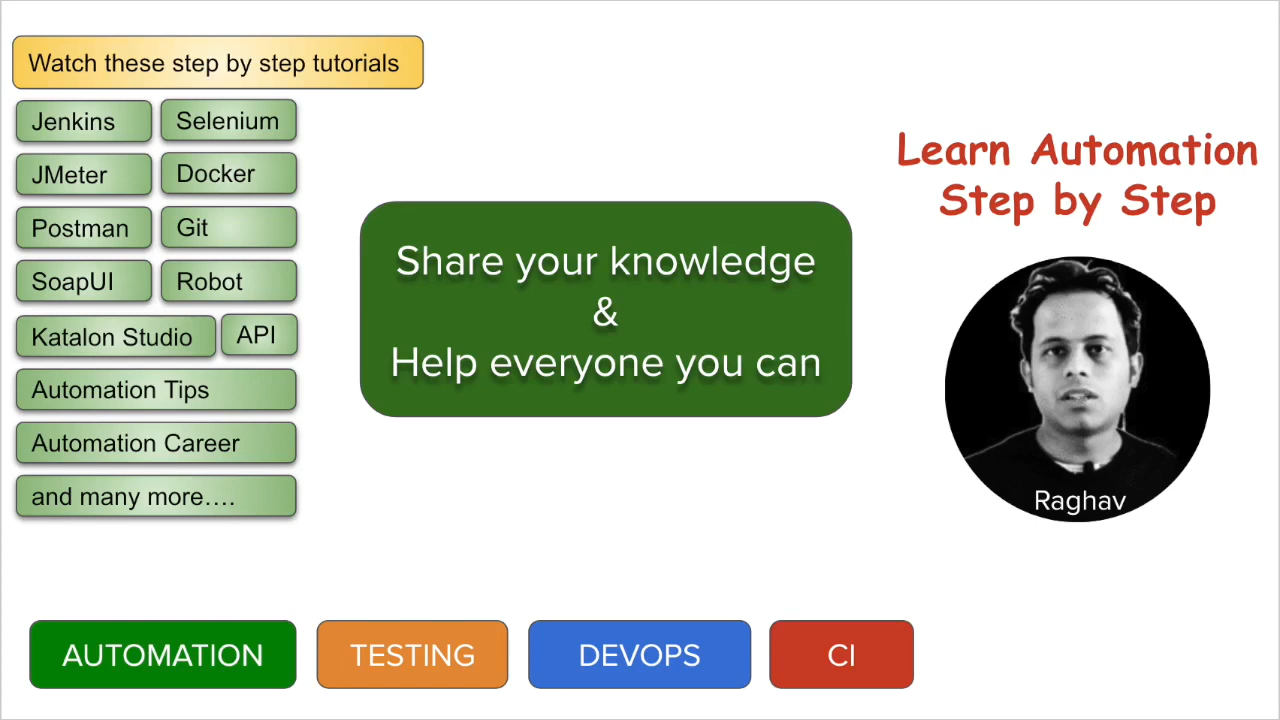 Watch these step by step tutorials
Jenkins
Selenium
JMeter
Docker
Postman
Git
SoapUI
Robot
Katalon Studio
API
Automation Tips
Automation Career
and many more....
Share your knowledge
&
Help everyone you can
Learn Automation
Step by Step
Raghav
AUTOMATION
TESTING
DEVOPS
CI